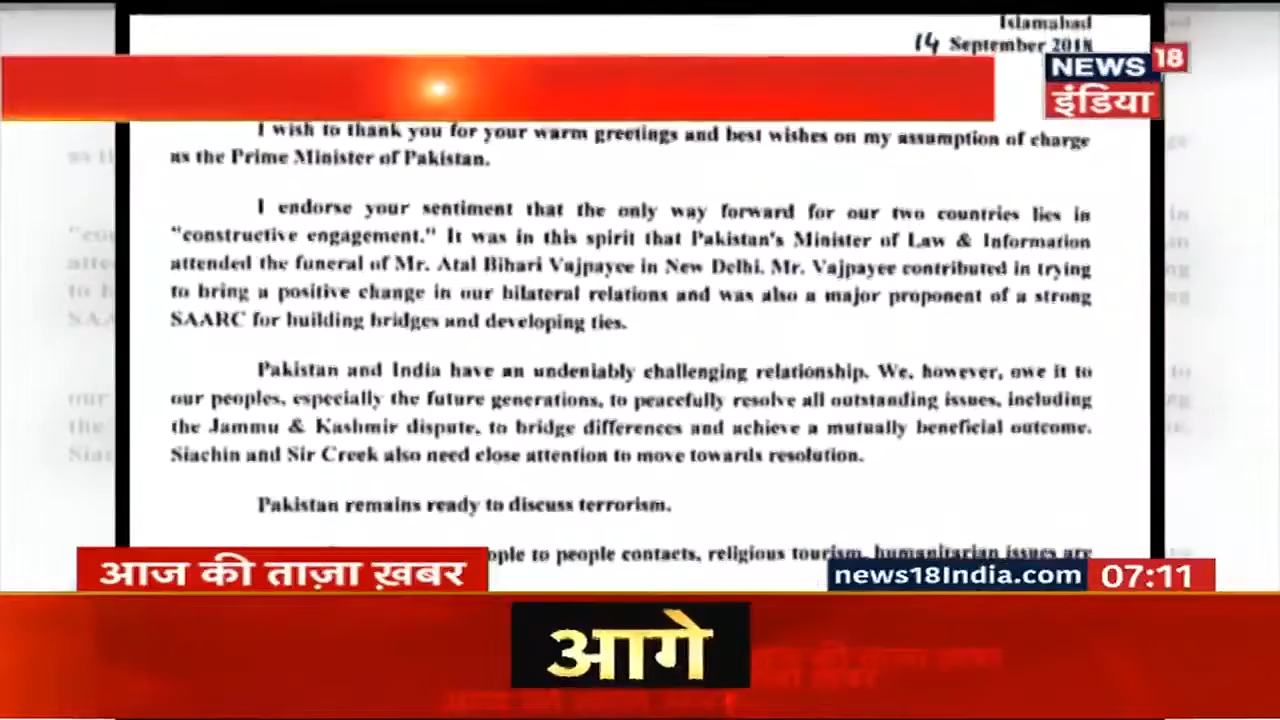 Islamabad
14 September 2018
NEWS 18
इंडिया
I wish to thank you for your warm greetings and best wishes on my assumption of charge
as the Prime Minister of Pakistan.
I endorse your sentiment that the only way forward for our two countries lies in
"constructive engagement." It was in this spirit that Pakistan's Minister of Law & Information
attended the funeral of Mr. Atal Bihari Vajpayee in New Delhi. Mr. Vajpayee contributed in trying
to bring a positive change in our bilateral relations and was also a major proponent of a strong
SAARC for building bridges and developing ties.
Pakistan and India have an undeniably challenging relationship. We, however, owe it to
our peoples, especially the future generations, to peacefully resolve all outstanding issues, including
the Jammu & Kashmir dispute, to bridge differences and achieve a mutually beneficial outcome.
Siachin and Sir Creek also need close attention to move towards resolution.
Pakistan remains ready to discuss terrorism.
to people contacts, religious tourism, humanitarian issues are
आज की ताज़ा ख़बर
news18India.com 07:11
आगे